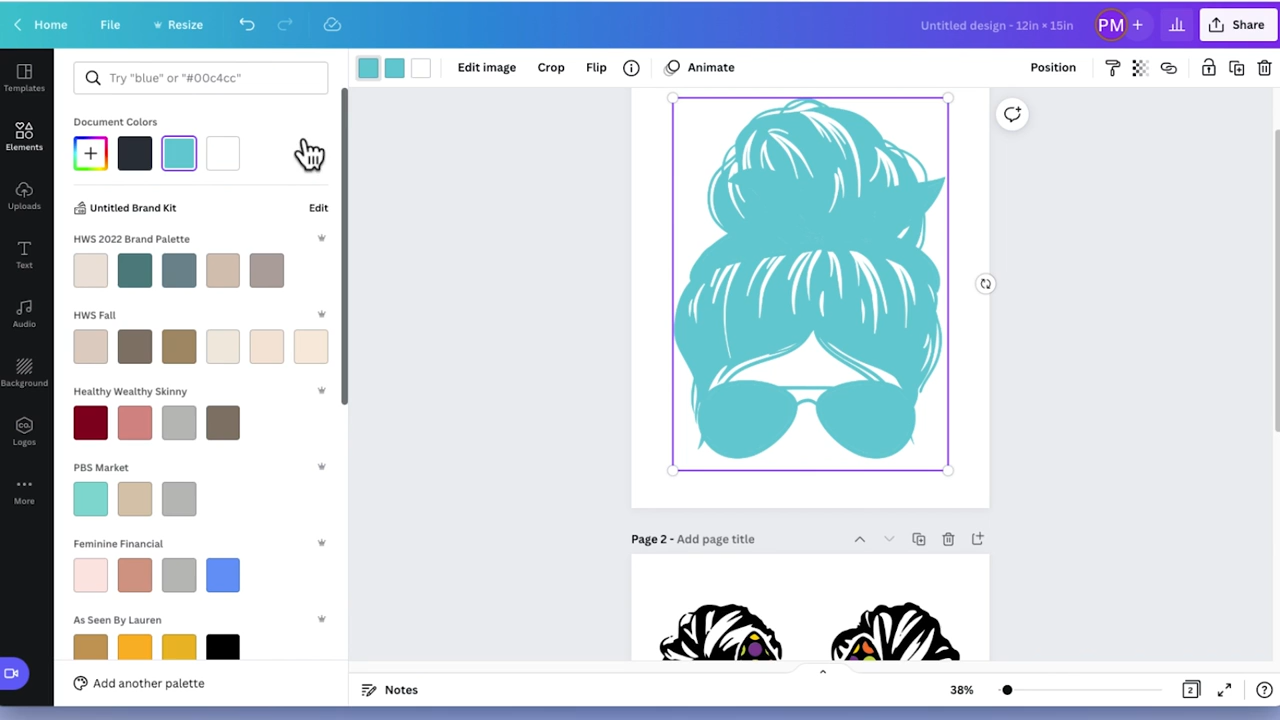 Home File Resize Untitled design - 12in × 15in PM + Share
Templates
Elements
Uploads
Text
Audio
Background
CO.
Logos
More
Try "blue" or "#00c4cc"
Document Colors
Untitled Brand Kit Edit
HWS 2022 Brand Palette
HWS Fall
Healthy Wealthy Skinny
PBS Market
Feminine Financial
As Seen By Lauren
Add another palette
Edit image Crop Flip Animate Position
Page 2 - Add page title
Notes 38% 2 ?